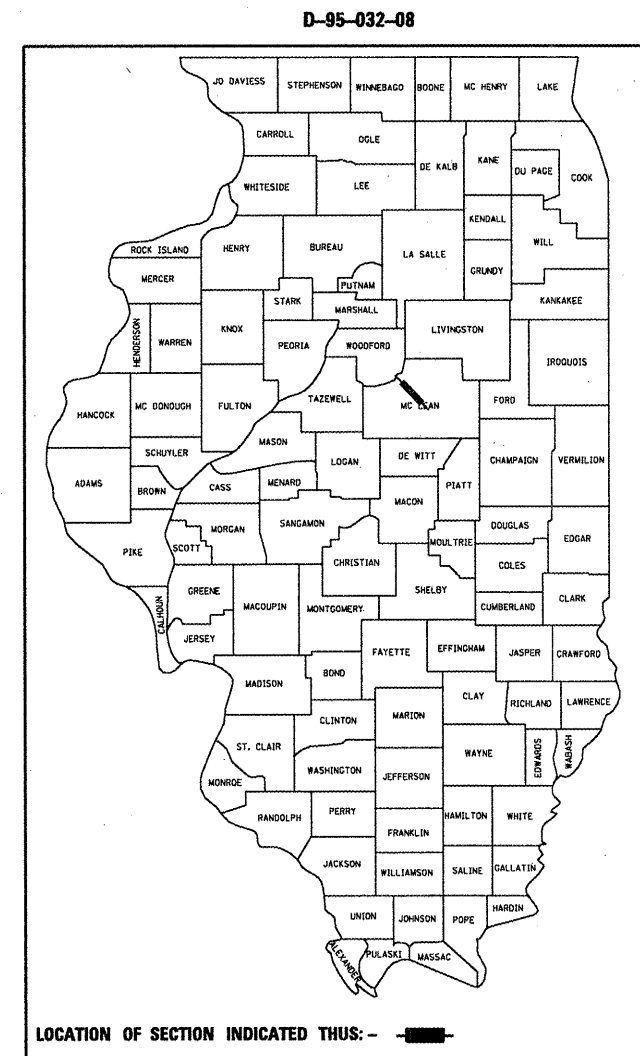 D-95-032-08
JO DAVIESS STEPHENSON WINNEBAGO BOONE MC HENRY LAKE
CARROLL OGLE
DE KALB KANE DU PAGE COOK
WHITESIDE LEE
KENDALL
ROCK ISLAND HENRY BUREAU LA SALLE WILL
MERCER PUTNAM GRUNDY
STARK MARSHALL KANKAKEE
HENDERSON WARREN KNOX PEORIA WOODFORD LIVINGSTON
IROQUOIS
HANCOCK MC DONOUGH FULTON TAZEWELL MC LEAN FORD
MASON
SCHUYLER LOGAN DE WITT CHAMPAIGN VERMILION
ADAMS BROWN CASS MENARD PIATT
MACON
MORGAN SANGAMON DOUGLAS
PIKE SCOTT CHRISTIAN MOULTRIE EDGAR
COLES
GREENE MACOUPIN MONTGOMERY SHELBY CLARK
CALHOUN CUMBERLAND
JERSEY FAYETTE EFFINGHAM JASPER CRAWFORD
MADISON BOND
CLAY RICHLAND LAWRENCE
CLINTON MARION
ST. CLAIR WAYNE EDWARDS WABASH
MONROE WASHINGTON JEFFERSON
RANDOLPH PERRY HAMILTON WHITE
FRANKLIN
JACKSON WILLIAMSON SALINE GALLATIN
UNION JOHNSON POPE HARDIN
ALEXANDER PULASKI MASSAC
LOCATION OF SECTION INDICATED THUS: -